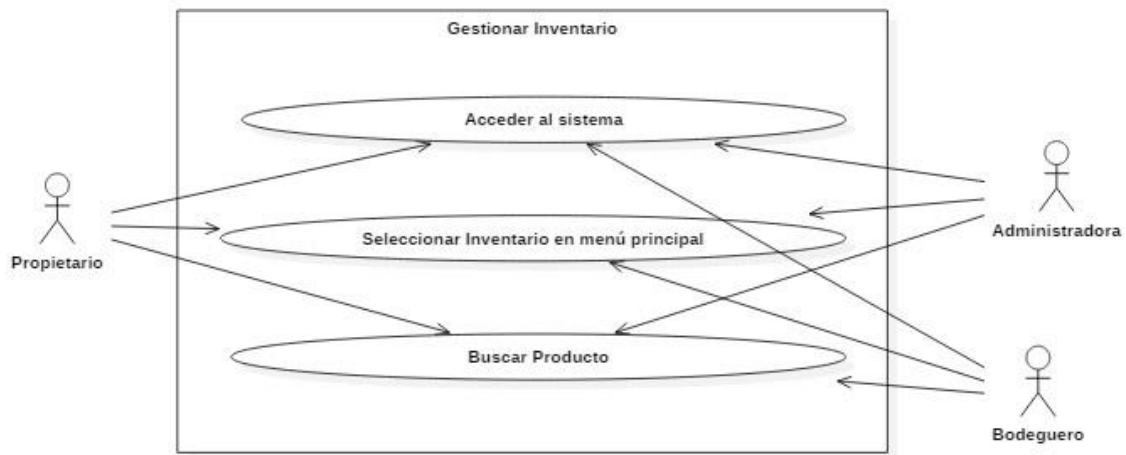 Gestionar Inventario
Acceder al sistema
Seleccionar Inventario en menú principal
Buscar Producto
Propietario
Administradora
Bodeguero